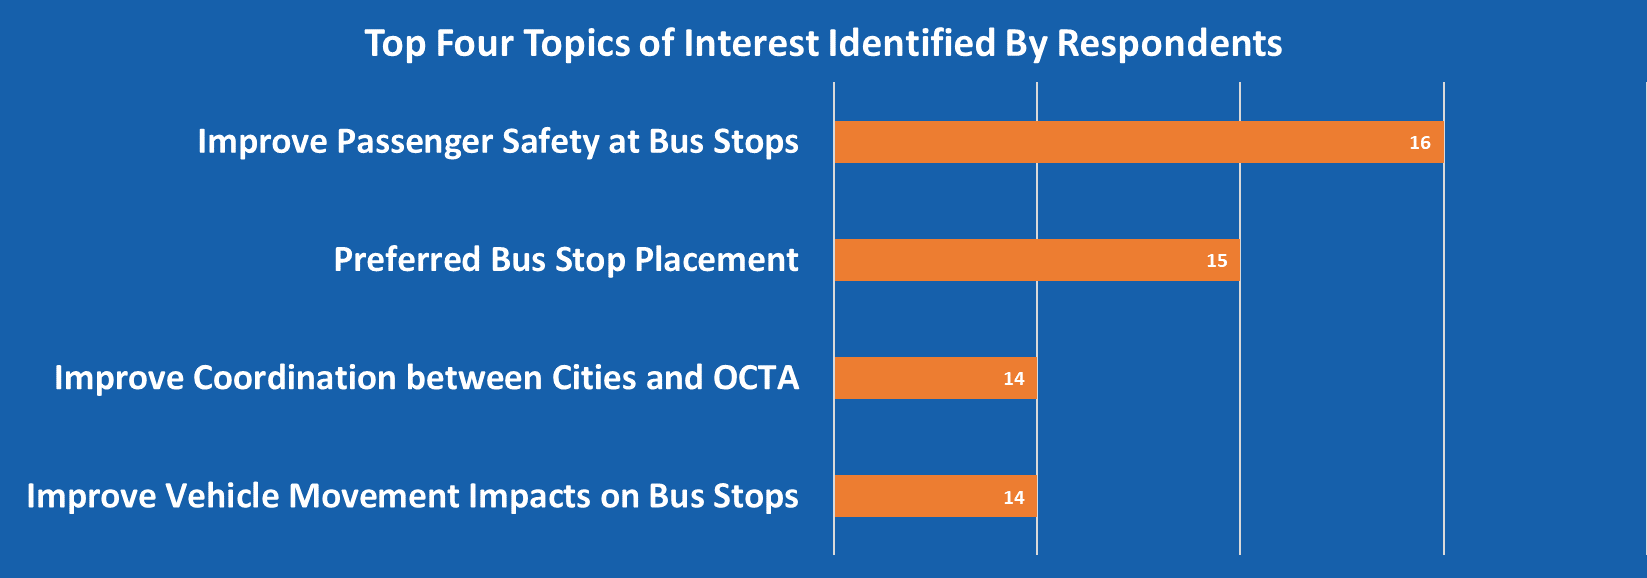 Top Four Topics of Interest Identified By Respondents
Improve Passenger Safety at Bus Stops
16
Preferred Bus Stop Placement
15
Improve Coordination between Cities and OCTA
14
Improve Vehicle Movement Impacts on Bus Stops
14